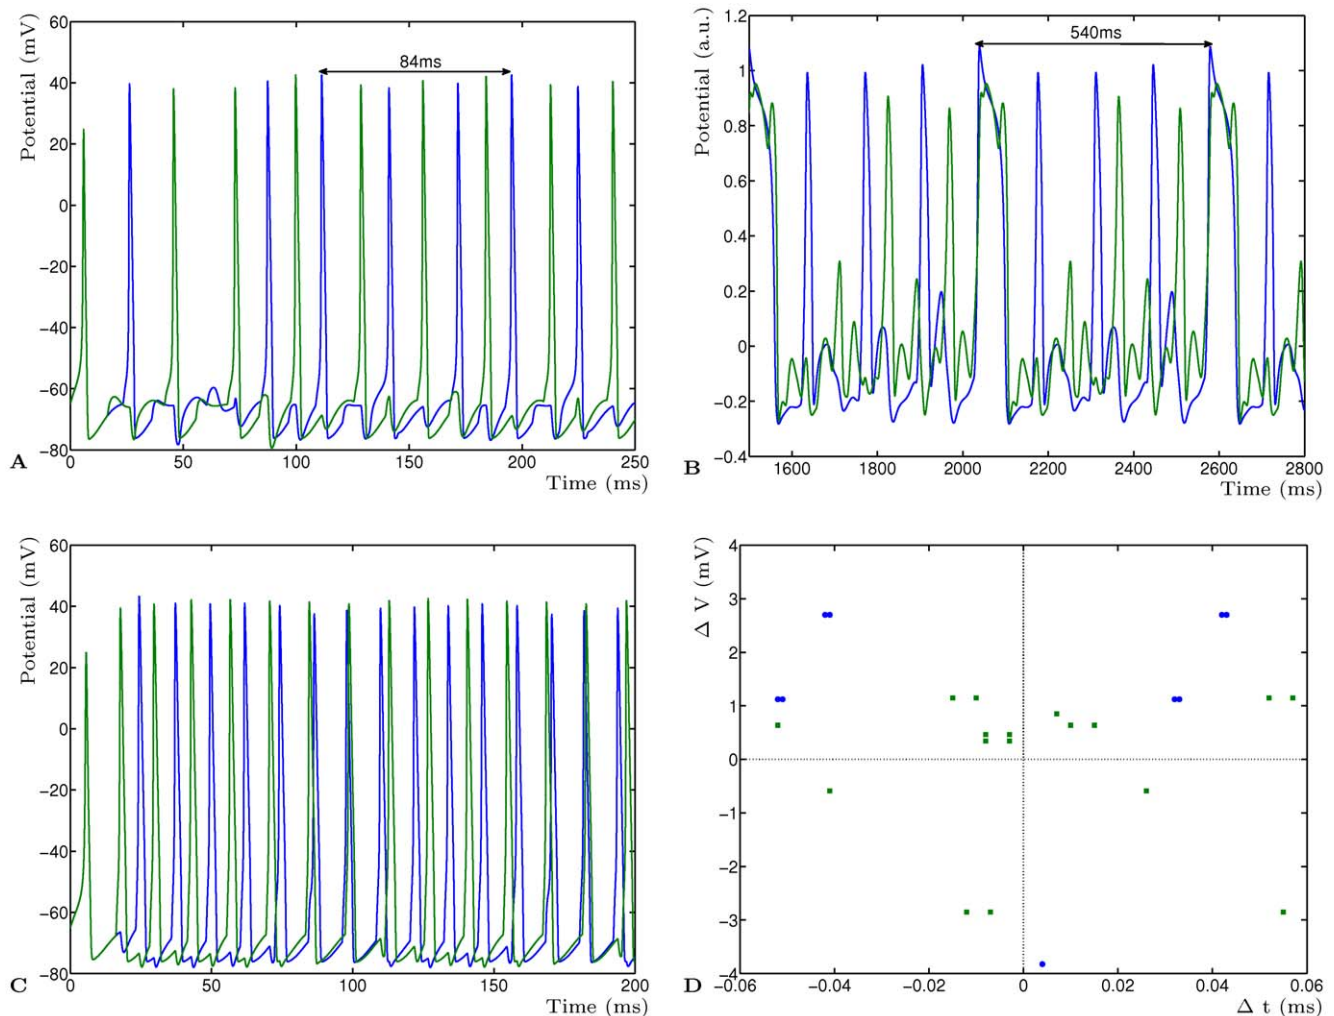 60
40
20
0
−20
−40
−60
−80
Potential (mV)
84ms
0 50 100 150 200 250
Time (ms)
A
1.2
1
0.8
0.6
0.4
0.2
0
−0.2
−0.4
Potential (a.u.)
540ms
1600 1800 2000 2200 2400 2600 2800
Time (ms)
B
60
40
20
0
−20
−40
−60
−80
Potential (mV)
0 50 100 150 200
Time (ms)
C
4
3
2
1
0
−1
−2
−3
−4
Δ V (mV)
−0.06 −0.04 −0.02 0 0.02 0.04 0.06
Δ t (ms)
D